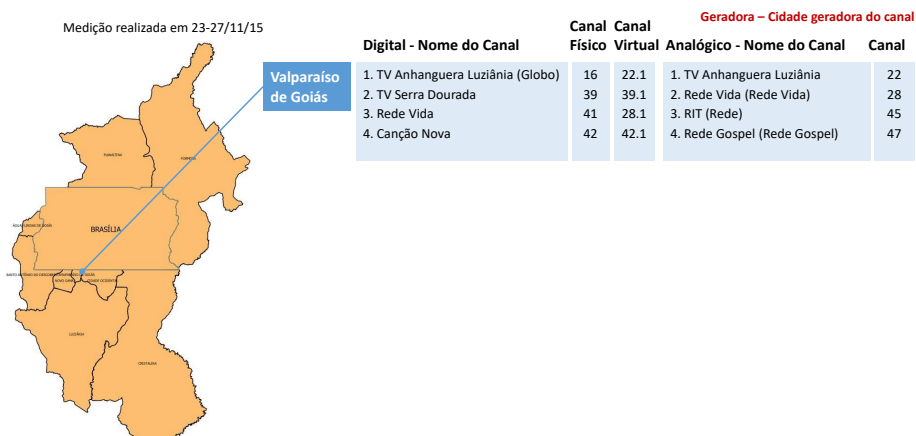 Medição realizada em 23-27/11/15
Geradora – Cidade geradora do canal
Digital - Nome do Canal Canal Físico Canal Virtual Analógico - Nome do Canal Canal
Valparaíso de Goiás
1. TV Anhanguera Luziânia (Globo) 16 22.1 1. TV Anhanguera Luziânia 22
2. TV Serra Dourada 39 39.1 2. Rede Vida (Rede Vida) 28
3. Rede Vida 41 28.1 3. RIT (Rede) 45
4. Canção Nova 42 42.1 4. Rede Gospel (Rede Gospel) 47
FORMOSA
BRASÍLIA
NOVO GAMA
CIDADE OCIDENTAL
LUZIÂNIA
CRISTALINA